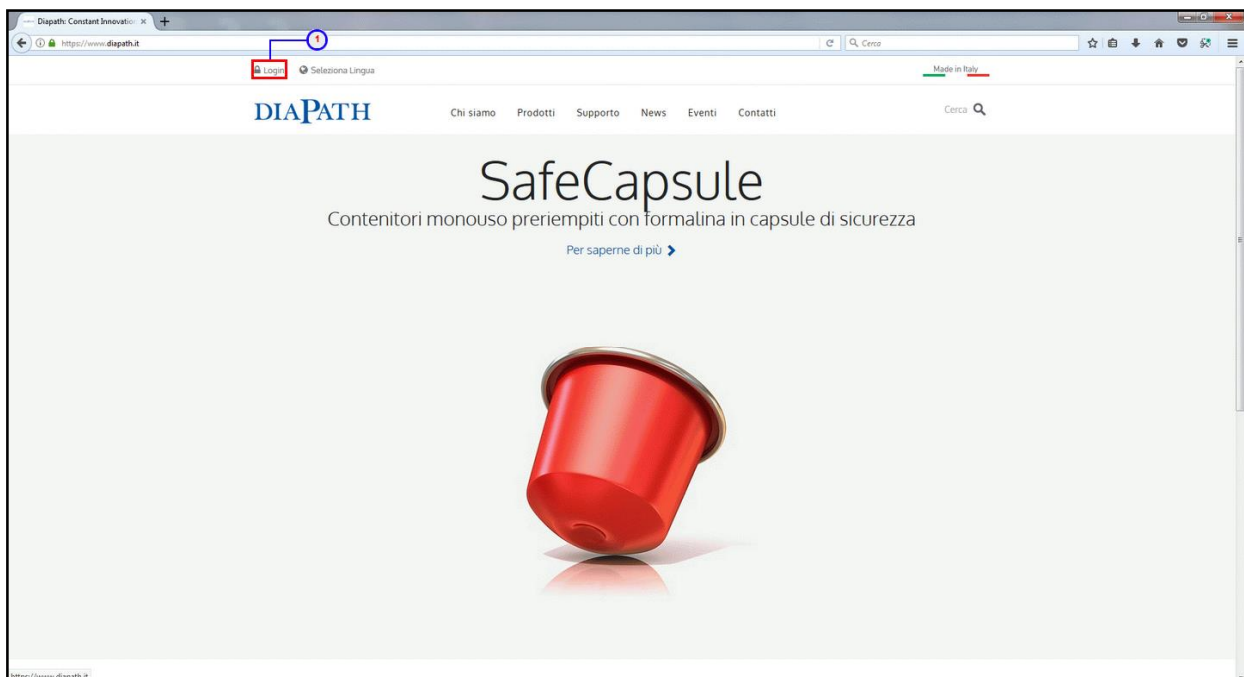 Diapath: Constant Innovation
https://www.diapath.it
Cerca
1
Login
Seleziona Lingua
Made in Italy
DIAPATH
Chi siamo
Prodotti
Supporto
News
Eventi
Contatti
Cerca
SafeCapsule
Contenitori monouso preriempiti con formalina in capsule di sicurezza
Per saperne di più
https://www.diapath.it